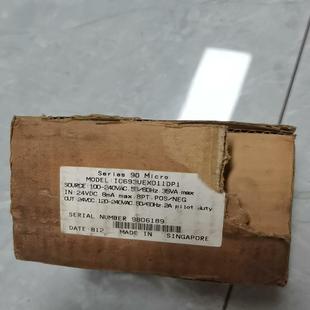 Series 90 Micro
MODEL: IC693UEX011DP1
SOURCE: 100-240VAC, 50/60Hz 35VA max
IN: 24VDC 8mA max 8PT.POS/NEG
OUT: 24VDC, 120-240VAC, 50/60Hz, 2A pilot duty
SERIAL NUMBER 9806189
DATE 812 MADE IN SINGAPORE